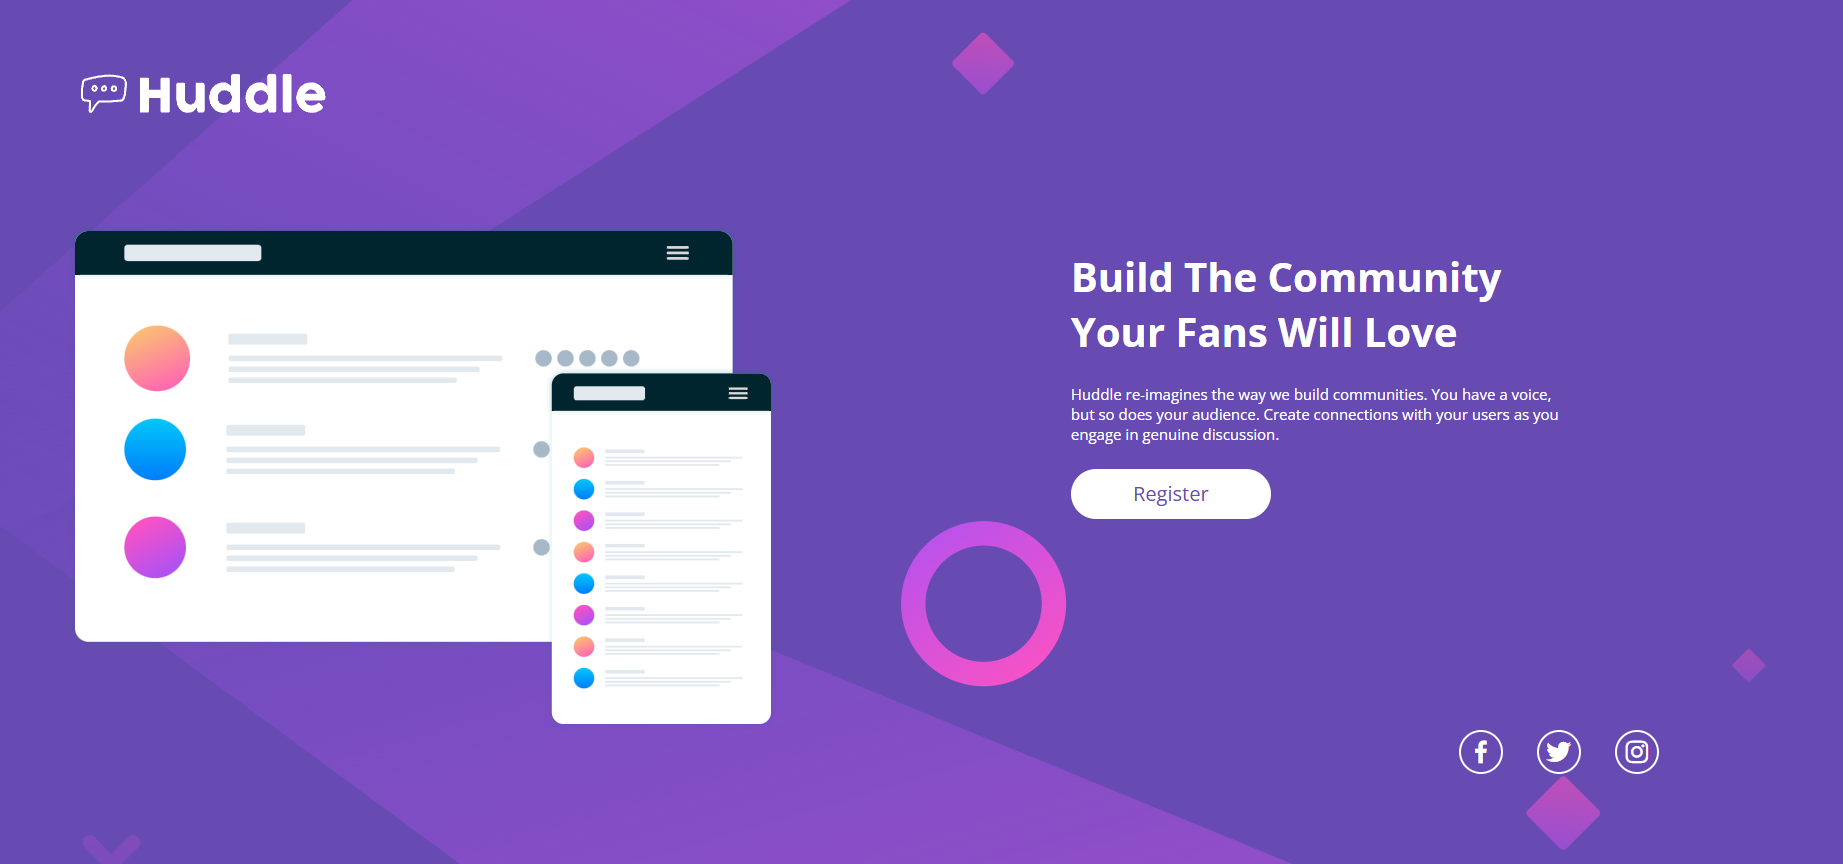 Huddle
Build The Community
Your Fans Will Love
Huddle re-imagines the way we build communities. You have a voice,
but so does your audience. Create connections with your users as you
engage in genuine discussion.
Register